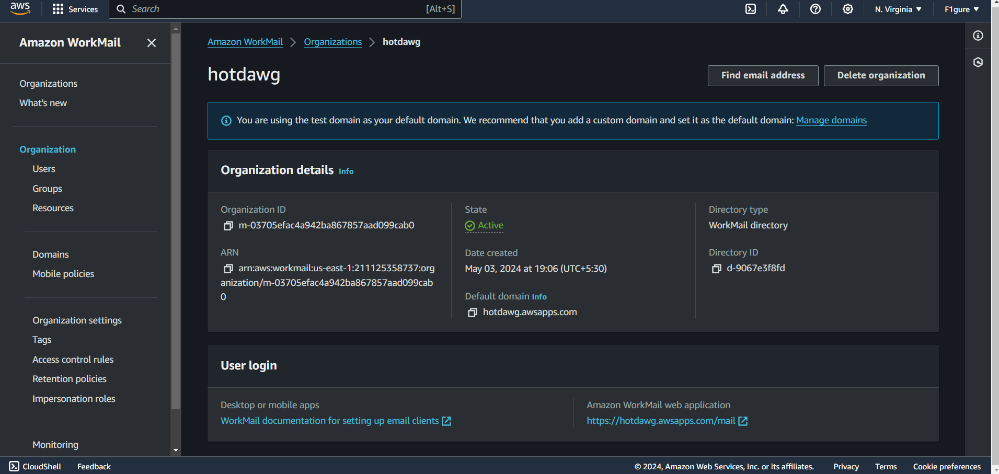 aws
Services
Search
[Alt+S]
N. Virginia
F1gure
Amazon WorkMail
Organizations
What's new
Organization
Users
Groups
Resources
Domains
Mobile policies
Organization settings
Tags
Access control rules
Retention policies
Impersonation roles
Monitoring
Amazon WorkMail
Organizations
hotdawg
hotdawg
Find email address
Delete organization
You are using the test domain as your default domain. We recommend that you add a custom domain and set it as the default domain: Manage domains
Organization details Info
Organization ID
m-03705efac4a942ba867857aad099cab0
ARN
arn:aws:workmail:us-east-1:211125358737:org
anization/m-03705efac4a942ba867857aad099cab
0
State
Active
Date created
May 03, 2024 at 19:06 (UTC+5:30)
Default domain Info
hotdawg.awsapps.com
Directory type
WorkMail directory
Directory ID
d-9067e3f8fd
User login
Desktop or mobile apps
WorkMail documentation for setting up email clients
Amazon WorkMail web application
https://hotdawg.awsapps.com/mail
CloudShell
Feedback
© 2024, Amazon Web Services, Inc. or its affiliates.
Privacy
Terms
Cookie preferences